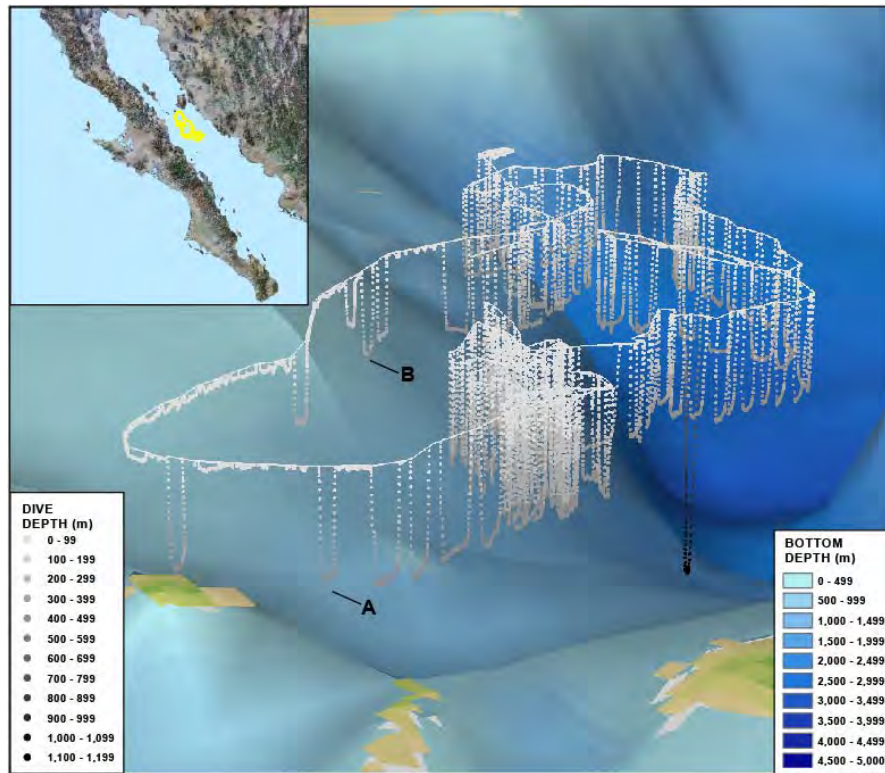 B
A
DIVE
DEPTH (m)
0 - 99
100 - 199
200 - 299
300 - 399
400 - 499
500 - 599
600 - 699
700 - 799
800 - 899
900 - 999
1,000 - 1,099
1,100 - 1,199
BOTTOM
DEPTH (m)
0 - 499
500 - 999
1,000 - 1,499
1,500 - 1,999
2,000 - 2,499
2,500 - 2,999
3,000 - 3,499
3,500 - 3,999
4,000 - 4,499
4,500 - 5,000